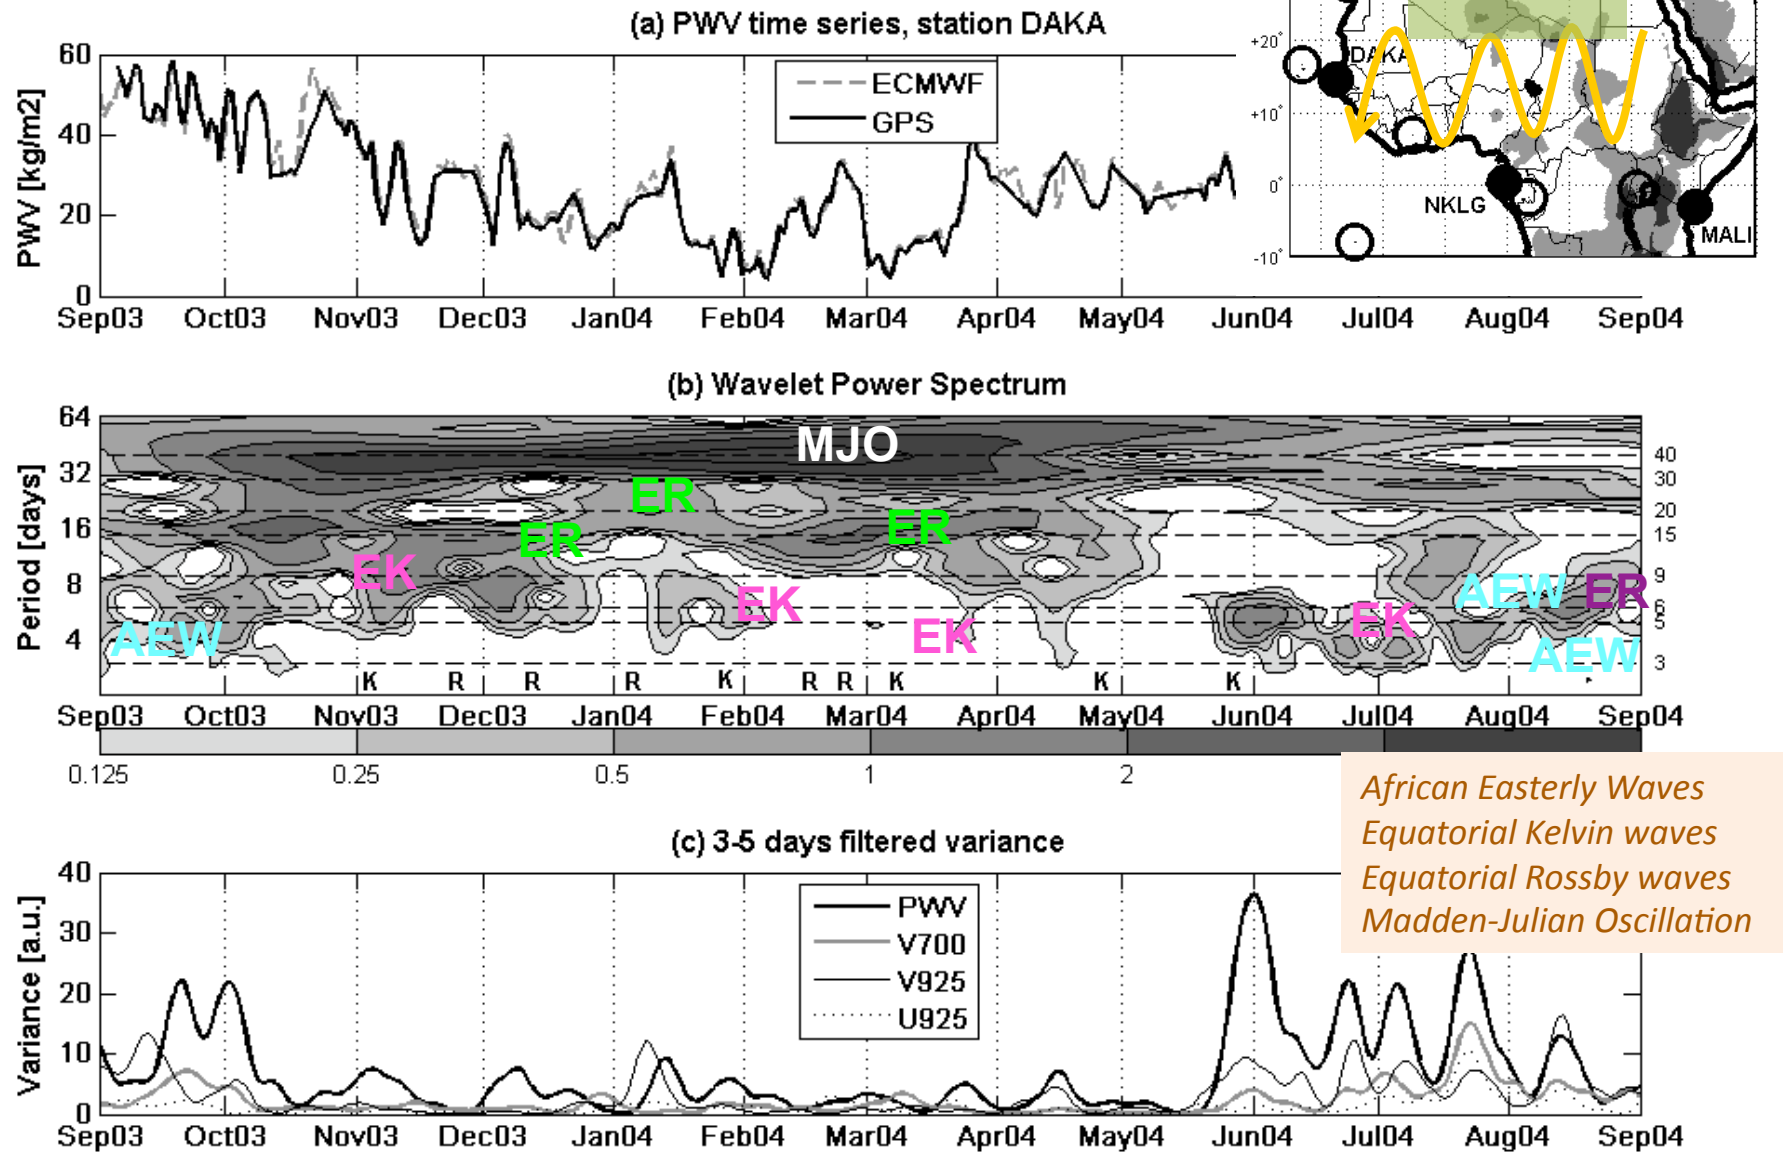 (a) PWV time series, station DAKA
PWV [kg/m2]
60
40
20
0
ECMWF
GPS
Sep03 Oct03 Nov03 Dec03 Jan04 Feb04 Mar04 Apr04 May04 Jun04 Jul04 Aug04 Sep04
+20°
+10°
0°
-10°
DAKA
NKLG
MALI
(b) Wavelet Power Spectrum
Period [days]
64
32
16
8
4
40
30
20
15
9
6
5
3
MJO
ER
ER
ER
EK
EK
EK
EK
AEW
AEW
ER
AEW
K R R R K R R K K K
Sep03 Oct03 Nov03 Dec03 Jan04 Feb04 Mar04 Apr04 May04 Jun04 Jul04 Aug04 Sep04
0.125 0.25 0.5 1 2
African Easterly Waves
Equatorial Kelvin waves
Equatorial Rossby waves
Madden-Julian Oscillation
(c) 3-5 days filtered variance
Variance [a.u.]
40
30
20
10
0
PWV
V700
V925
U925
Sep03 Oct03 Nov03 Dec03 Jan04 Feb04 Mar04 Apr04 May04 Jun04 Jul04 Aug04 Sep04